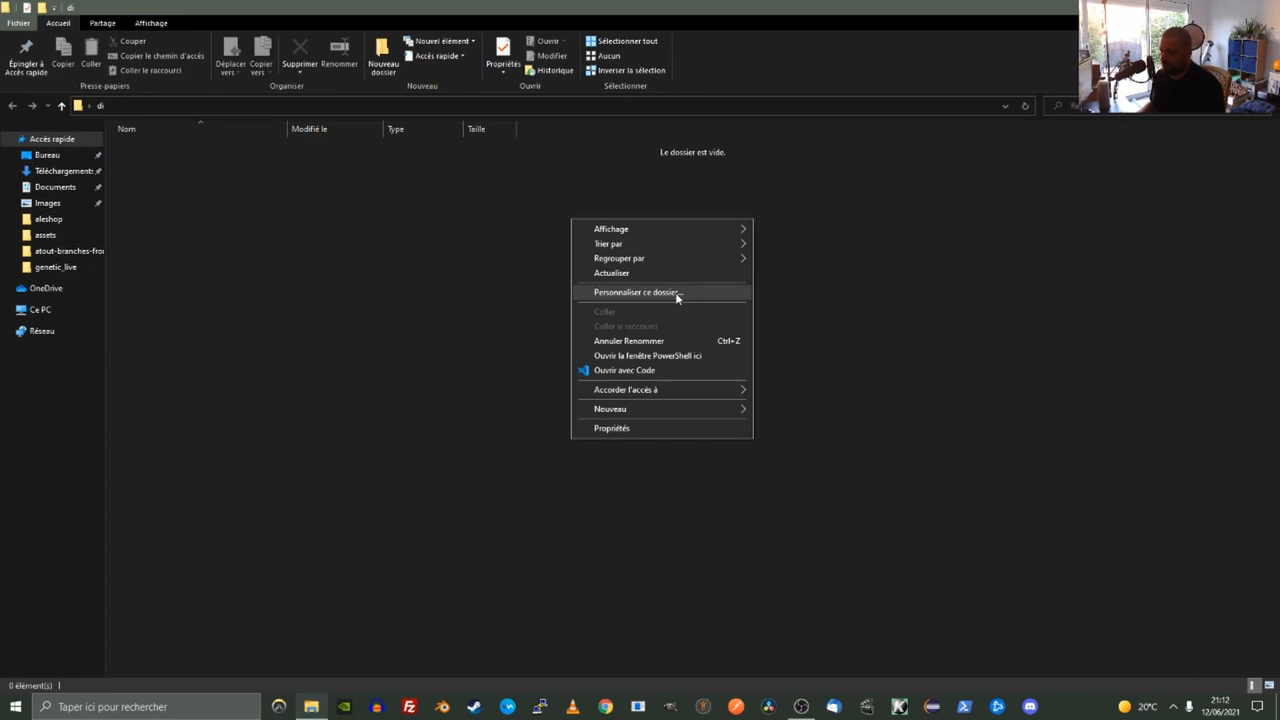 di
Fichier Accueil Partage Affichage
Épingler à Accès rapide
Copier
Coller
Couper
Copier le chemin d'accès
Coller le raccourci
Presse-papiers
Déplacer vers
Copier vers
Supprimer
Renommer
Organiser
Nouveau dossier
Nouvel élément
Accès rapide
Nouveau
Propriétés
Ouvrir
Modifier
Historique
Ouvrir
Sélectionner tout
Aucun
Inverser la sélection
Sélectionner
di
Nom Modifié le Type Taille
Le dossier est vide.
Accès rapide
Bureau
Téléchargements
Documents
Images
aleshop
assets
atout-branches-fro
genetic_live
OneDrive
Ce PC
Réseau
Affichage
Trier par
Regrouper par
Actualiser
Personnaliser ce dossier...
Coller
Coller le raccourci
Annuler Renommer Ctrl+Z
Ouvrir la fenêtre PowerShell ici
Ouvrir avec Code
Accorder l'accès à
Nouveau
Propriétés
0 élément(s)
Taper ici pour rechercher
20°C
21:12
12/06/2021